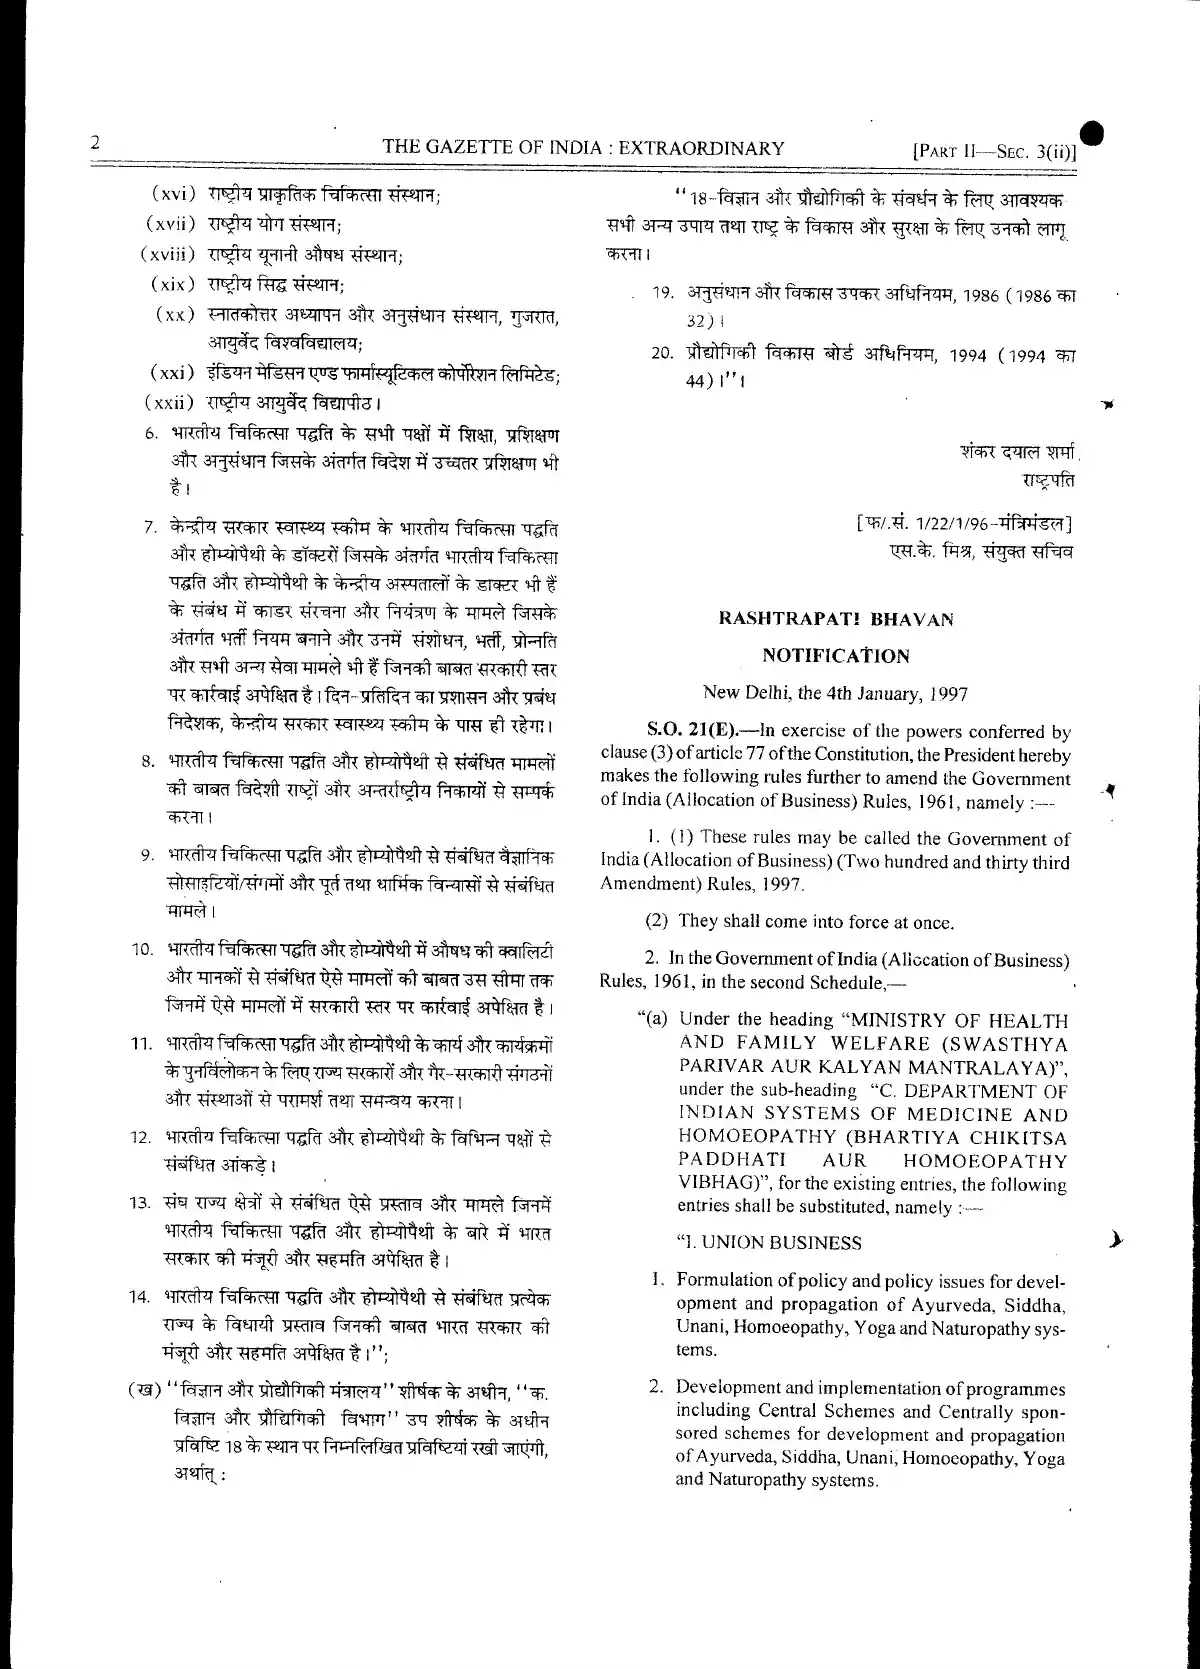 2
THE GAZETTE OF INDIA : EXTRAORDINARY
[PART II—SEC. 3(ii)]
(xvi) राष्ट्रीय प्राकृतिक चिकित्सा संस्थान;
(xvii) राष्ट्रीय योग संस्थान;
(xviii) राष्ट्रीय यूनानी औषध संस्थान;
(xix) राष्ट्रीय सिद्ध संस्थान;
(xx) स्नातकोत्तर अध्यापन और अनुसंधान संस्थान, गुजरात,
आयुर्वेद विश्वविद्यालय;
(xxi) इंडियन मेडिसन एण्ड फार्मास्यूटिकल कोर्पोरेशन लिमिटेड;
(xxii) राष्ट्रीय आयुर्वेद विद्यापीठ।
6. भारतीय चिकित्सा पद्धति के सभी पक्षों में शिक्षा, प्रशिक्षण
और अनुसंधान जिसके अंतर्गत विदेश में उच्चतर प्रशिक्षण भी
है।
7. केन्द्रीय सरकार स्वास्थ्य स्कीम के भारतीय चिकित्सा पद्धति
और होम्योपैथी के डॉक्टरों जिसके अंतर्गत भारतीय चिकित्सा
पद्धति और होम्योपैथी के केन्द्रीय अस्पतालों के डाक्टर भी हैं
के संबंध में काडर संरचना और नियंत्रण के मामले जिसके
अंतर्गत भर्ती नियम बनाने और उनमें संशोधन, भर्ती, प्रोन्नति
और सभी अन्य सेवा मामले भी हैं जिनकी बाबत सरकारी स्तर
पर कार्रवाई अपेक्षित है। दिन-प्रतिदिन का प्रशासन और प्रबंध
निदेशक, केन्द्रीय सरकार स्वास्थ्य स्कीम के पास ही रहेगा।
8. भारतीय चिकित्सा पद्धति और होम्योपैथी से संबंधित मामलों
की बाबत विदेशी राष्ट्रों और अन्तर्राष्ट्रीय निकायों से सम्पर्क
करना।
9. भारतीय चिकित्सा पद्धति और होम्योपैथी से संबंधित वैज्ञानिक
सोसाइटियों/संगमों और पूर्त तथा धार्मिक विन्यासों से संबंधित
मामले।
10. भारतीय चिकित्सा पद्धति और होम्योपैथी में औषध की क्वालिटी
और मानकों से संबंधित ऐसे मामलों की बाबत उस सीमा तक
जिनमें ऐसे मामलों में सरकारी स्तर पर कार्रवाई अपेक्षित है।
11. भारतीय चिकित्सा पद्धति और होम्योपैथी के कार्य और कार्यक्रमों
के पुनर्विलोकन के लिए राज्य सरकारों और गैर-सरकारी संगठनों
और संस्थाओं से परामर्श तथा समन्वय करना।
12. भारतीय चिकित्सा पद्धति और होम्योपैथी के विभिन्न पक्षों से
संबंधित आंकड़े।
13. संघ राज्य क्षेत्रों से संबंधित ऐसे प्रस्ताव और मामले जिनमें
भारतीय चिकित्सा पद्धति और होम्योपैथी के बारे में भारत
सरकार की मंजूरी और सहमति अपेक्षित है।
14. भारतीय चिकित्सा पद्धति और होम्योपैथी से संबंधित प्रत्येक
राज्य के विधायी प्रस्ताव जिनकी बाबत भारत सरकार की
मंजूरी और सहमति अपेक्षित है।'';
(ख) ''विज्ञान और प्रोद्यौगिकी मंत्रालय'' शीर्षक के अधीन, ''क.
विज्ञान और प्रौद्यिगिकी विभाग'' उप शीर्षक के अधीन
प्रविष्टि 18 के स्थान पर निम्नलिखित प्रविष्टियां रखी जाएंगी,
अर्थात् :
''18-विज्ञान और प्रौद्योगिकी के संवर्धन के लिए आवश्यक
सभी अन्य उपाय तथा राष्ट्र के विकास और सुरक्षा के लिए उनको लागू
करना।
19. अनुसंधान और विकास उपकर अधिनियम, 1986 (1986 का
32)।
20. प्रौद्योगिकी विकास बोर्ड अधिनियम, 1994 (1994 का
44)।''।
शंकर दयाल शर्मा,
राष्ट्रपति
[फा.सं. 1/22/1/96-मंत्रिमंडल]
एस.के. मिश्र, संयुक्त सचिव
RASHTRAPATI BHAVAN
NOTIFICATION
New Delhi, the 4th January, 1997
S.O. 21(E).—In exercise of the powers conferred by
clause (3) of article 77 of the Constitution, the President hereby
makes the following rules further to amend the Government
of India (Allocation of Business) Rules, 1961, namely :—
1. (1) These rules may be called the Government of
India (Allocation of Business) (Two hundred and thirty third
Amendment) Rules, 1997.
(2) They shall come into force at once.
2. In the Government of India (Allocation of Business)
Rules, 1961, in the second Schedule,—
“(a) Under the heading “MINISTRY OF HEALTH
AND FAMILY WELFARE (SWASTHYA
PARIVAR AUR KALYAN MANTRALAYA)”,
under the sub-heading “C. DEPARTMENT OF
INDIAN SYSTEMS OF MEDICINE AND
HOMOEOPATHY (BHARTIYA CHIKITSA
PADDHATI AUR HOMOEOPATHY
VIBHAG)”, for the existing entries, the following
entries shall be substituted, namely :—
“I. UNION BUSINESS
1. Formulation of policy and policy issues for devel-
opment and propagation of Ayurveda, Siddha,
Unani, Homoeopathy, Yoga and Naturopathy sys-
tems.
2. Development and implementation of programmes
including Central Schemes and Centrally spon-
sored schemes for development and propagation
of Ayurveda, Siddha, Unani, Homoeopathy, Yoga
and Naturopathy systems.